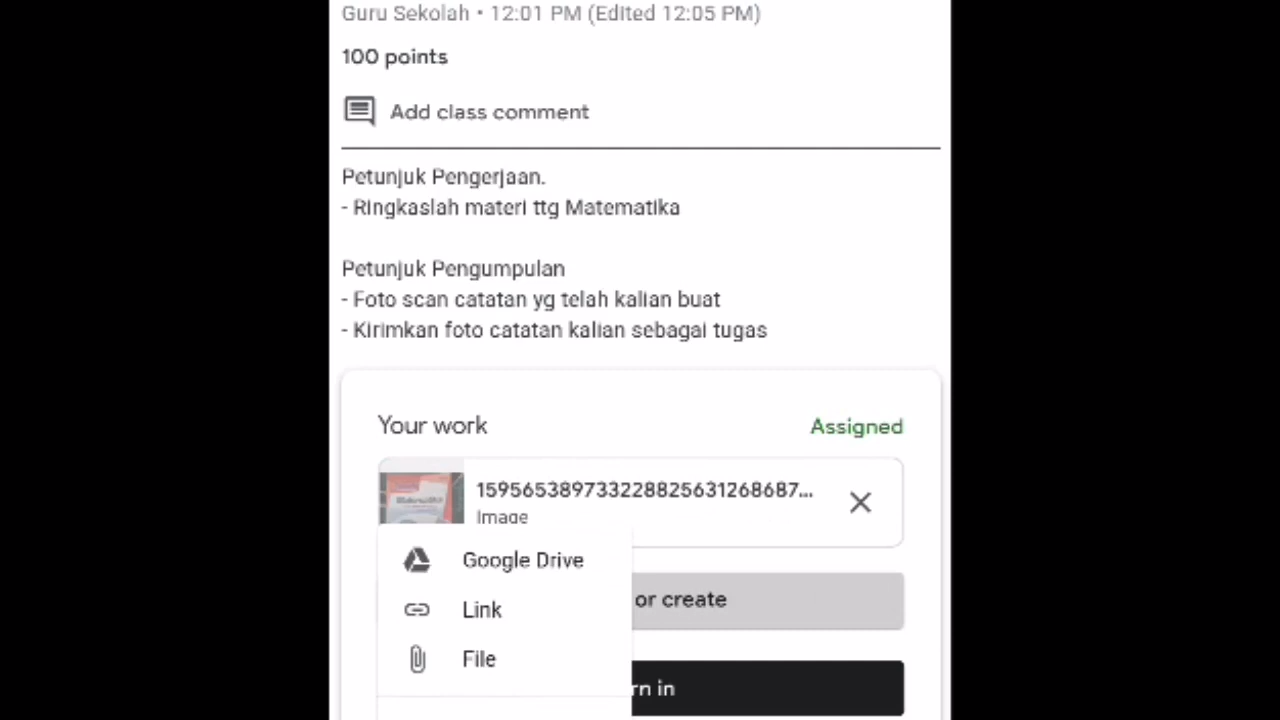 Guru Sekolah • 12:01 PM (Edited 12:05 PM)
100 points
Add class comment
Petunjuk Pengerjaan.
- Ringkaslah materi ttg Matematika
Petunjuk Pengumpulan
- Foto scan catatan yg telah kalian buat
- Kirimkan foto catatan kalian sebagai tugas
Your work
Assigned
159565389733228825631268687...
Image
Google Drive
or create
Link
File
rn in